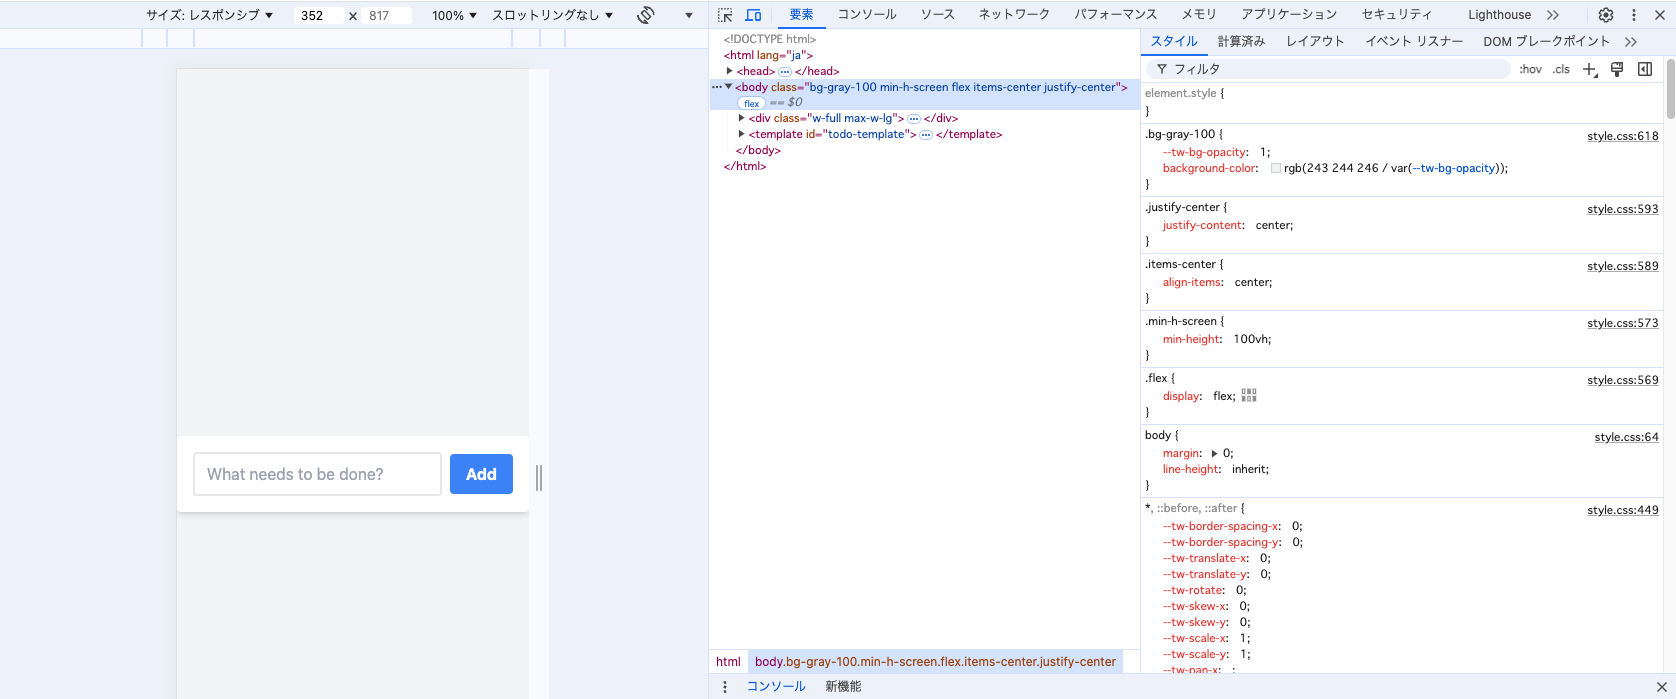 サイズ: レスポンシブ ▼ 352 x 817 100% ▼ スロットリングなし ▼
要素 コンソール ソース ネットワーク パフォーマンス メモリ アプリケーション セキュリティ Lighthouse
What needs to be done? Add
<!DOCTYPE html>
<html lang="ja">
<head> ⋯ </head>
<body class="bg-gray-100 min-h-screen flex items-center justify-center">
flex == $0
<div class="w-full max-w-lg"> ⋯ </div>
<template id="todo-template"> ⋯ </template>
</body>
</html>
html body.bg-gray-100.min-h-screen.flex.items-center.justify-center
スタイル 計算済み レイアウト イベント リスナー DOM ブレークポイント
フィルタ :hov .cls
element.style {
}
.bg-gray-100 { style.css:618
--tw-bg-opacity: 1;
background-color: rgb(243 244 246 / var(--tw-bg-opacity));
}
.justify-center { style.css:593
justify-content: center;
}
.items-center { style.css:589
align-items: center;
}
.min-h-screen { style.css:573
min-height: 100vh;
}
.flex { style.css:569
display: flex;
}
body { style.css:64
margin: ▶ 0;
line-height: inherit;
}
*, ::before, ::after { style.css:449
--tw-border-spacing-x: 0;
--tw-border-spacing-y: 0;
--tw-translate-x: 0;
--tw-translate-y: 0;
--tw-rotate: 0;
--tw-skew-x: 0;
--tw-skew-y: 0;
--tw-scale-x: 1;
--tw-scale-y: 1;
--tw-pan-x: ;
コンソール 新機能